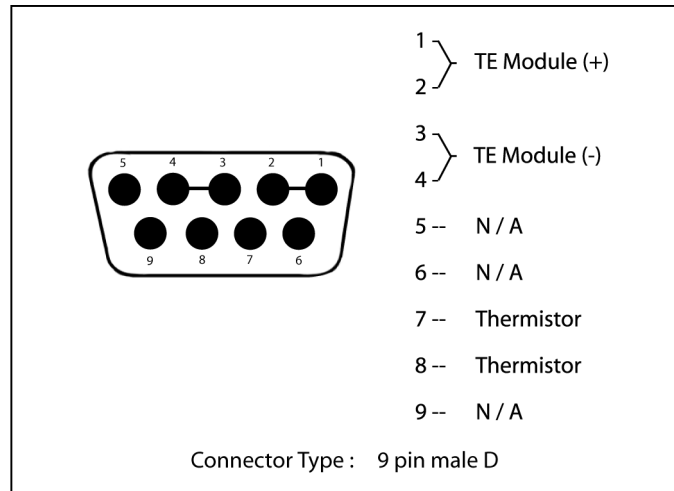 5 4 3 2 1
9 8 7 6
1
TE Module (+)
2
3
TE Module (-)
4
5 -- N / A
6 -- N / A
7 -- Thermistor
8 -- Thermistor
9 -- N / A
Connector Type : 9 pin male D